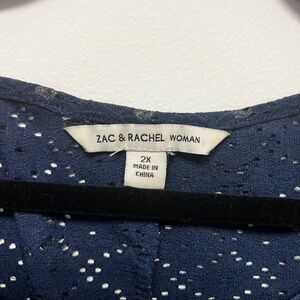 ZAC & RACHEL WOMAN
2X
MADE IN
CHINA